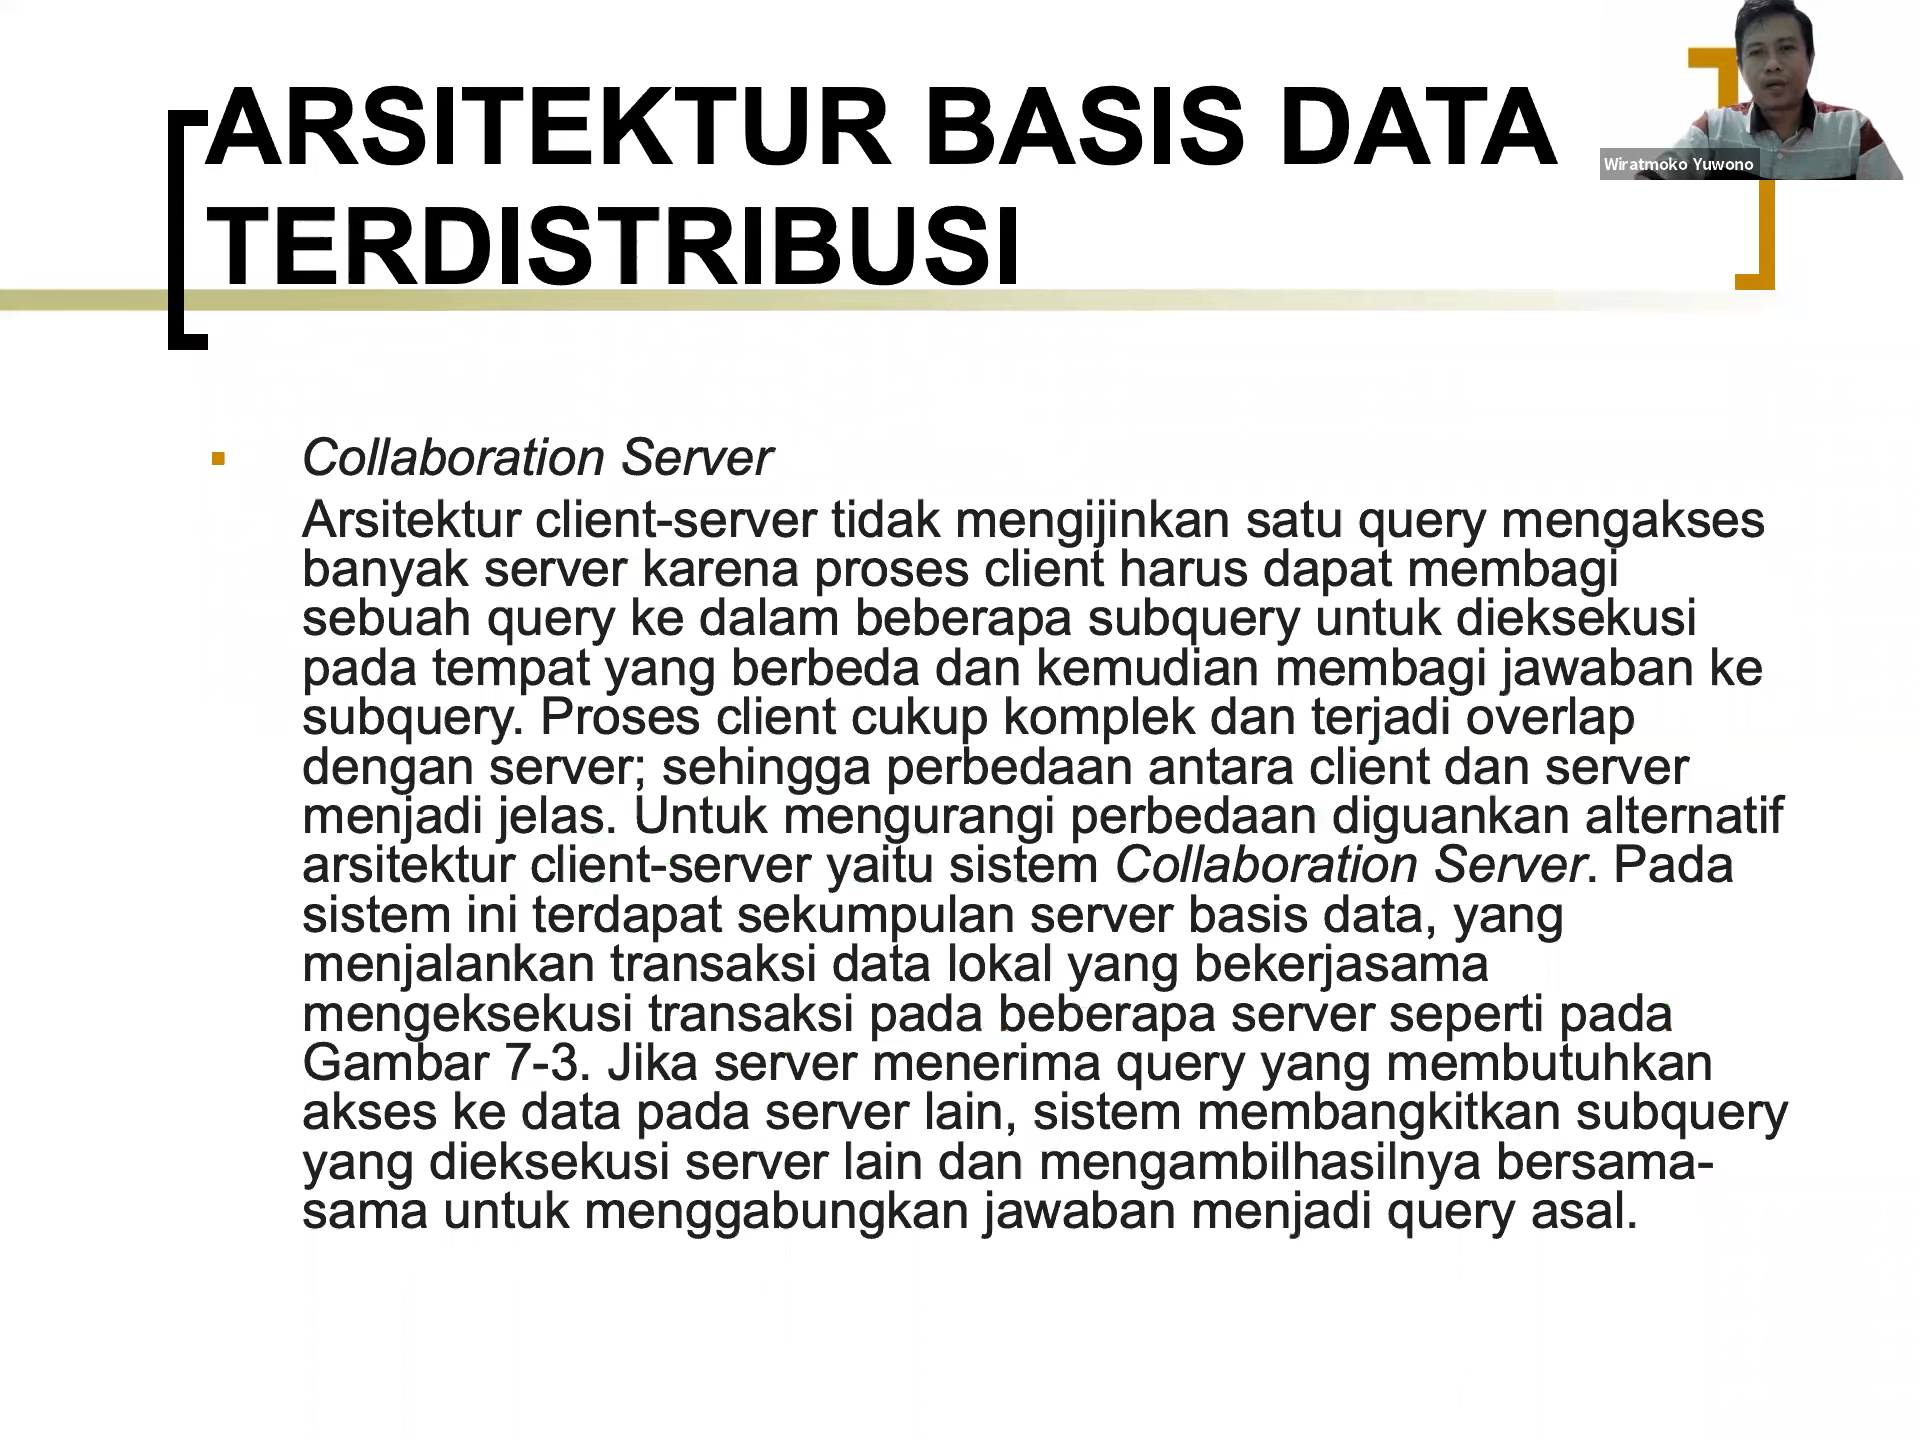 ARSITEKTUR BASIS DATA
TERDISTRIBUSI
Wiratmoko Yuwono
Collaboration Server
Arsitektur client-server tidak mengijinkan satu query mengakses
banyak server karena proses client harus dapat membagi
sebuah query ke dalam beberapa subquery untuk dieksekusi
pada tempat yang berbeda dan kemudian membagi jawaban ke
subquery. Proses client cukup komplek dan terjadi overlap
dengan server; sehingga perbedaan antara client dan server
menjadi jelas. Untuk mengurangi perbedaan diguankan alternatif
arsitektur client-server yaitu sistem Collaboration Server. Pada
sistem ini terdapat sekumpulan server basis data, yang
menjalankan transaksi data lokal yang bekerjasama
mengeksekusi transaksi pada beberapa server seperti pada
Gambar 7-3. Jika server menerima query yang membutuhkan
akses ke data pada server lain, sistem membangkitkan subquery
yang dieksekusi server lain dan mengambilhasilnya bersama-
sama untuk menggabungkan jawaban menjadi query asal.